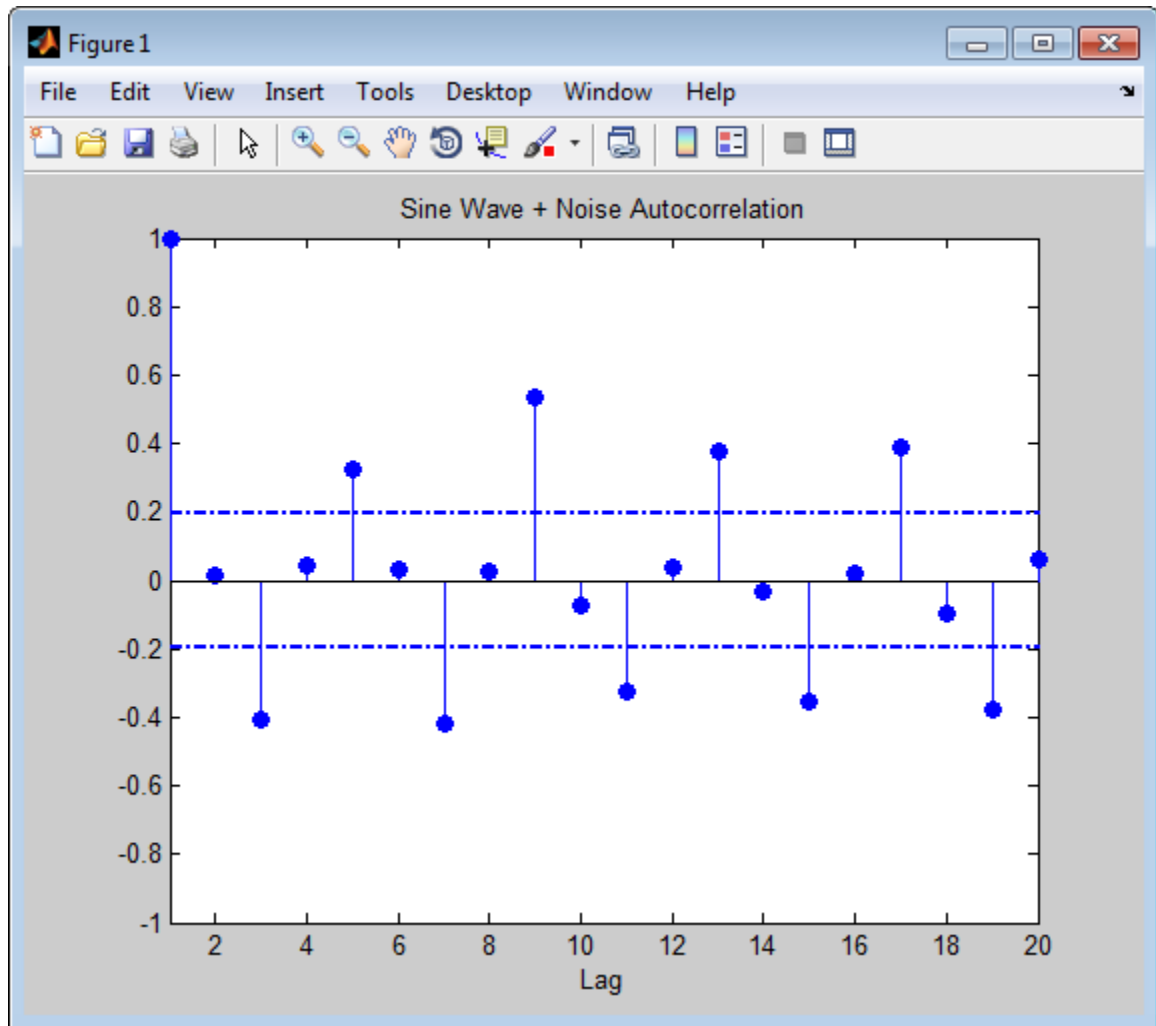 Figure 1
File Edit View Insert Tools Desktop Window Help
Sine Wave + Noise Autocorrelation
1
0.8
0.6
0.4
0.2
0
-0.2
-0.4
-0.6
-0.8
-1
2 4 6 8 10 12 14 16 18 20
Lag